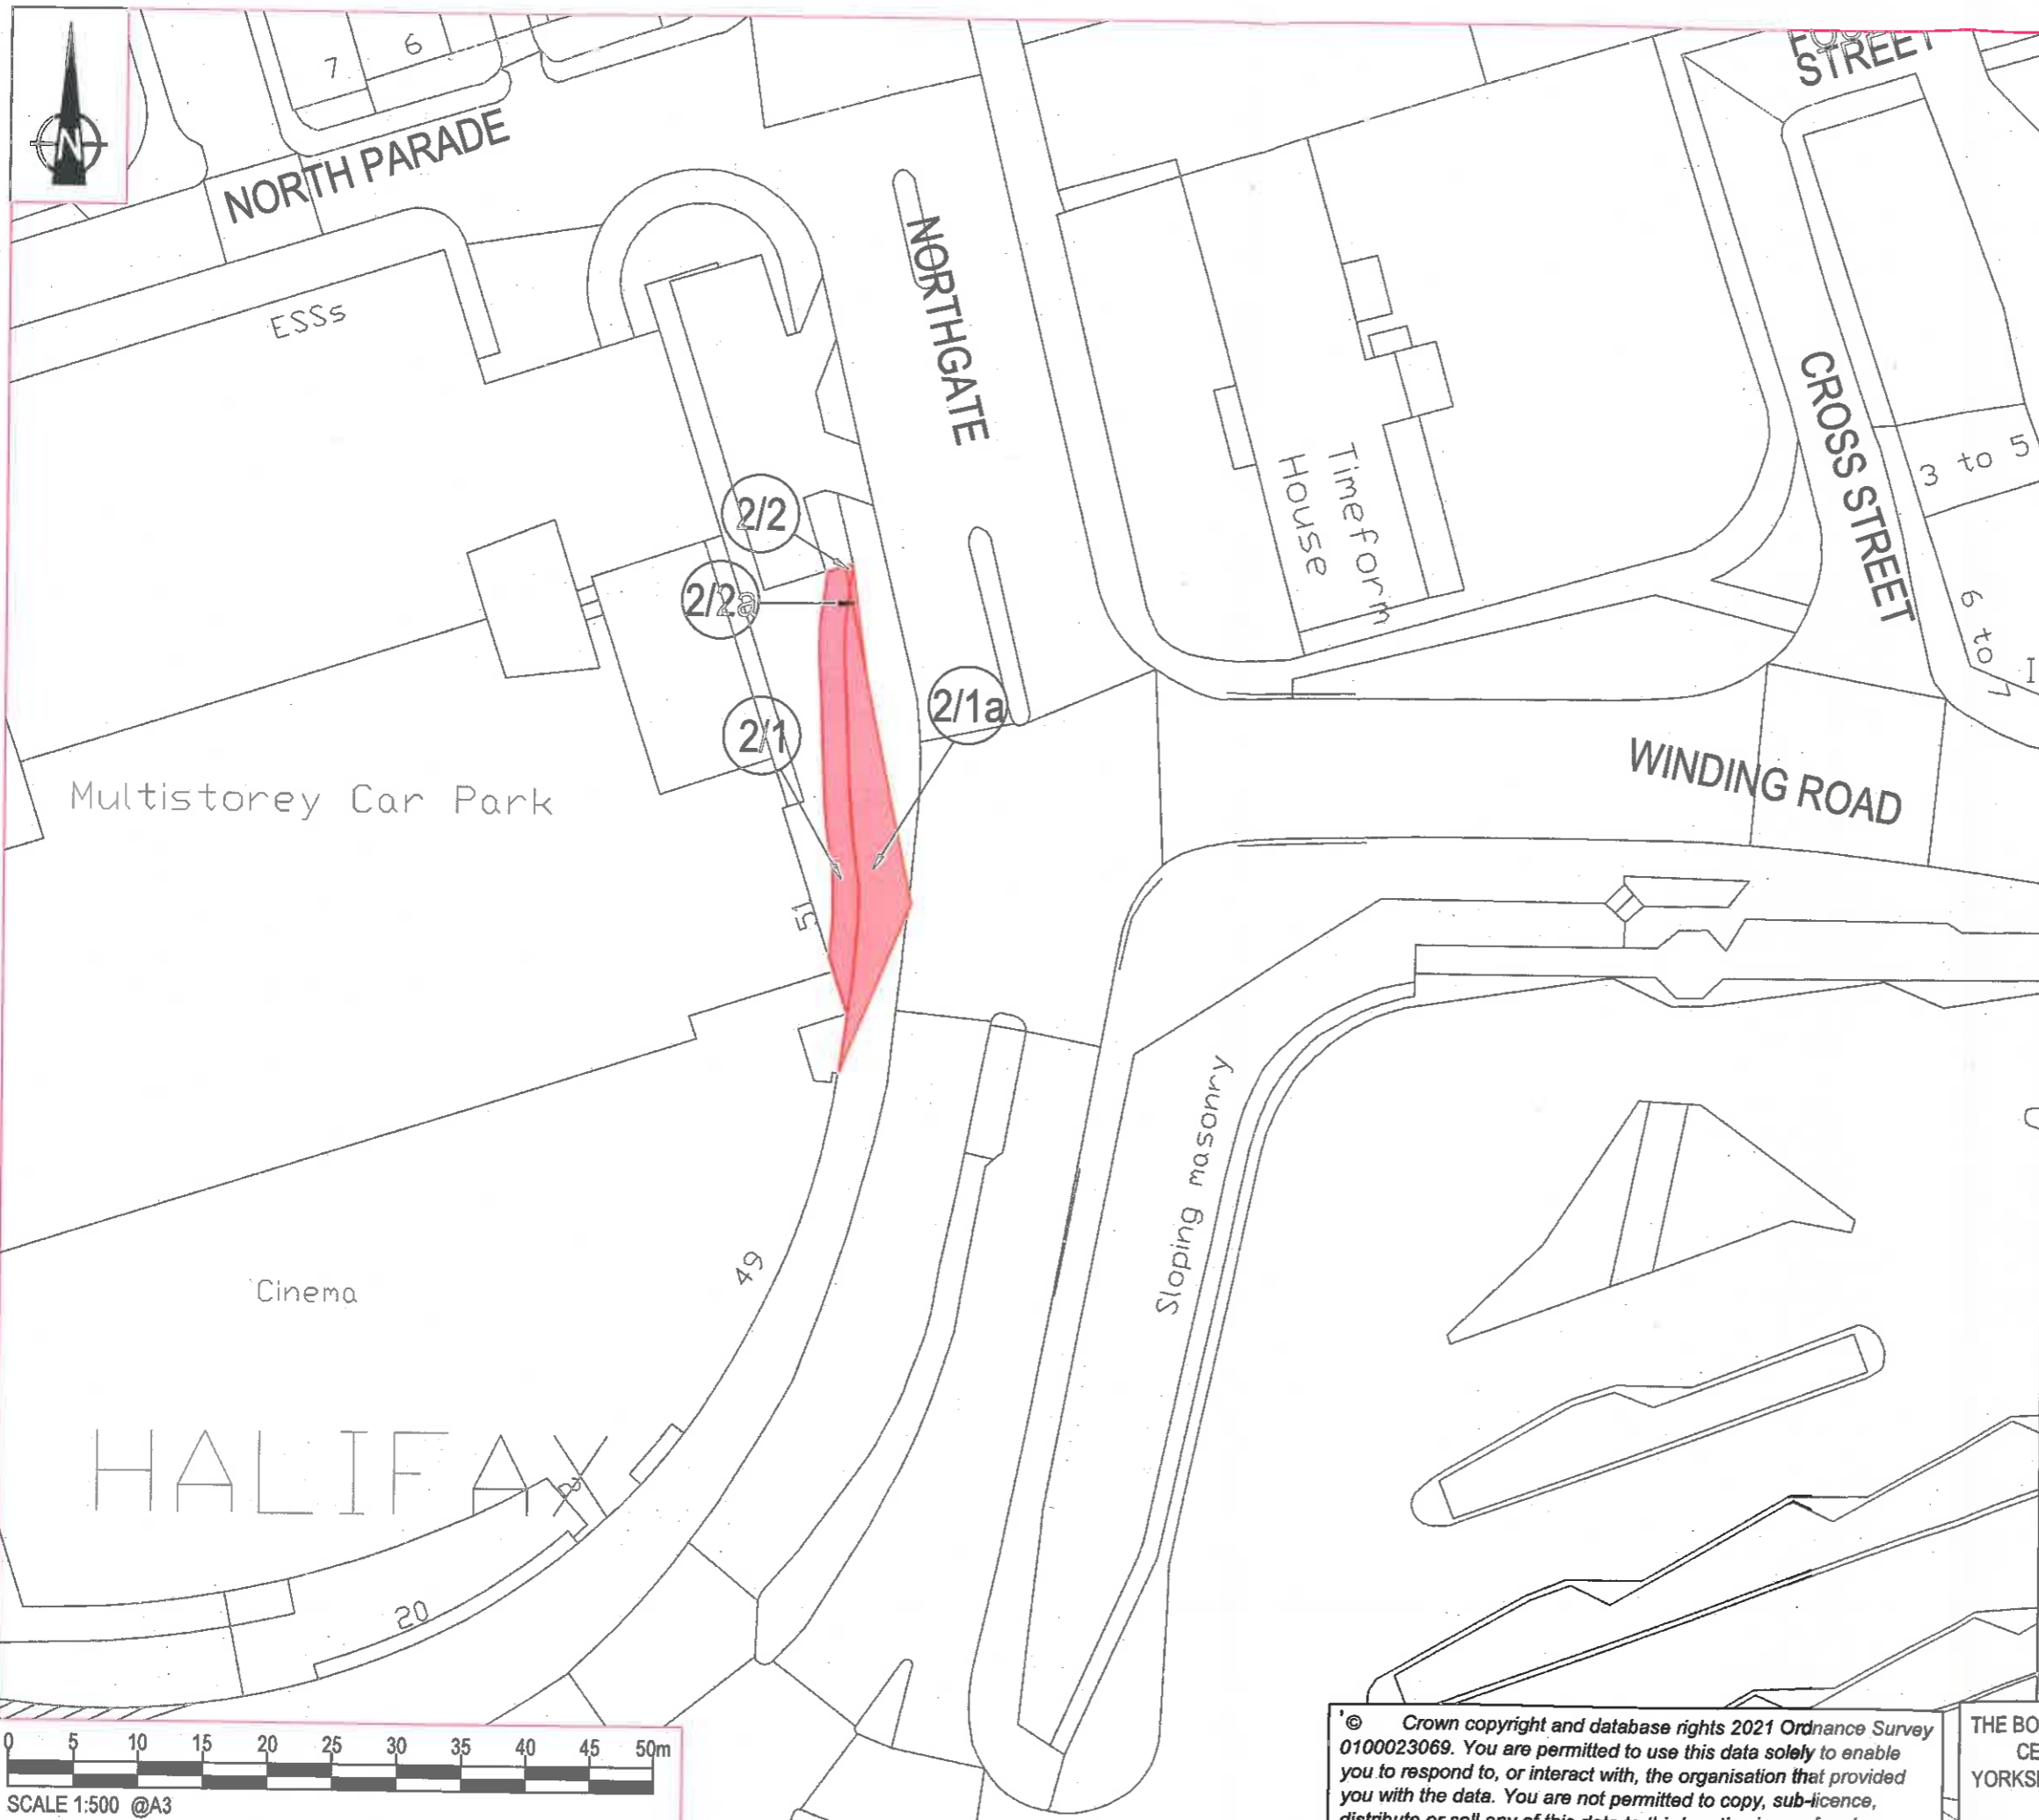 N
7
6
NORTH PARADE
STREET
ESSs
NORTHGATE
Timeform
House
CROSS STREET
3 to 5
6 to 7
2/2
2/2a
2/1
2/1a
WINDING ROAD
Multistorey Car Park
51
Sloping masonry
49
Cinema
HALIFAX
20
0 5 10 15 20 25 30 35 40 45 50m
SCALE 1:500 @A3
© Crown copyright and database rights 2021 Ordnance Survey
0100023069. You are permitted to use this data solely to enable
you to respond to, or interact with, the organisation that provided
you with the data. You are not permitted to copy, sub-licence,
THE BO
CE
YORKS